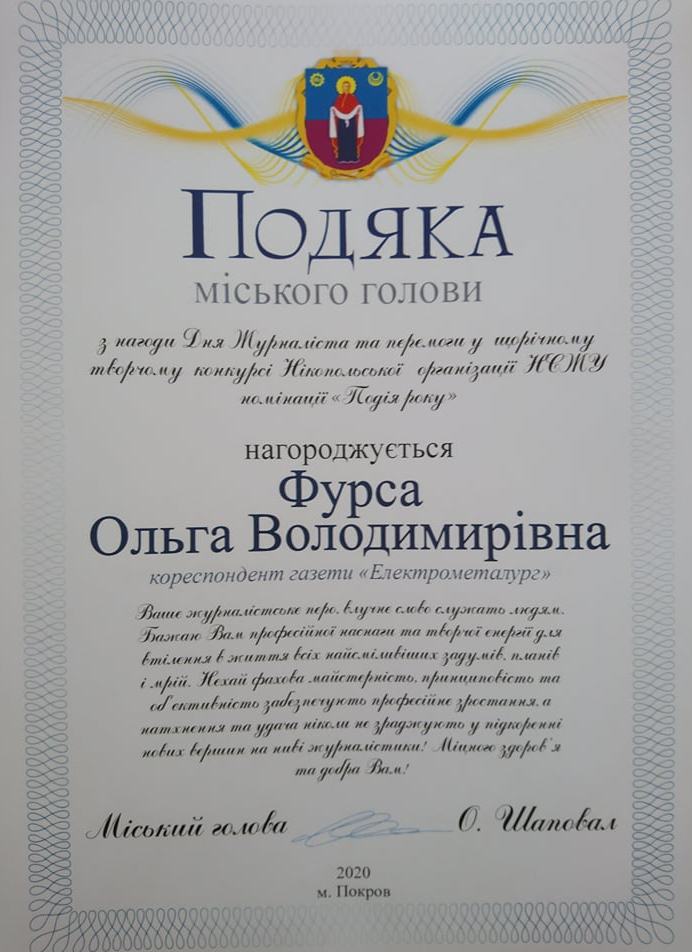 Подяка
міського голови
з нагоди Дня Журналіста та перемоги у щорічному
творчому конкурсі Нікопольської організації НСЖУ
номінації «Подія року»
нагороджується
Фурса
Ольга Володимирівна
кореспондент газети «Електрометалург»
Ваше журналістське перо, влучне слово служать людям.
Бажаю Вам професійної наснаги та творчої енергії для
втілення в життя всіх найсміливіших задумів, планів
і мрій. Нехай фахова майстерність, принциповість та
об'єктивність забезпечують професійне зростання, а
натхнення та удача ніколи не зраджують у підкоренні
нових вершин на ниві журналістики! Міцного здоров'я
та добра Вам!
Міський голова О. Шаповал
2020
м. Покров